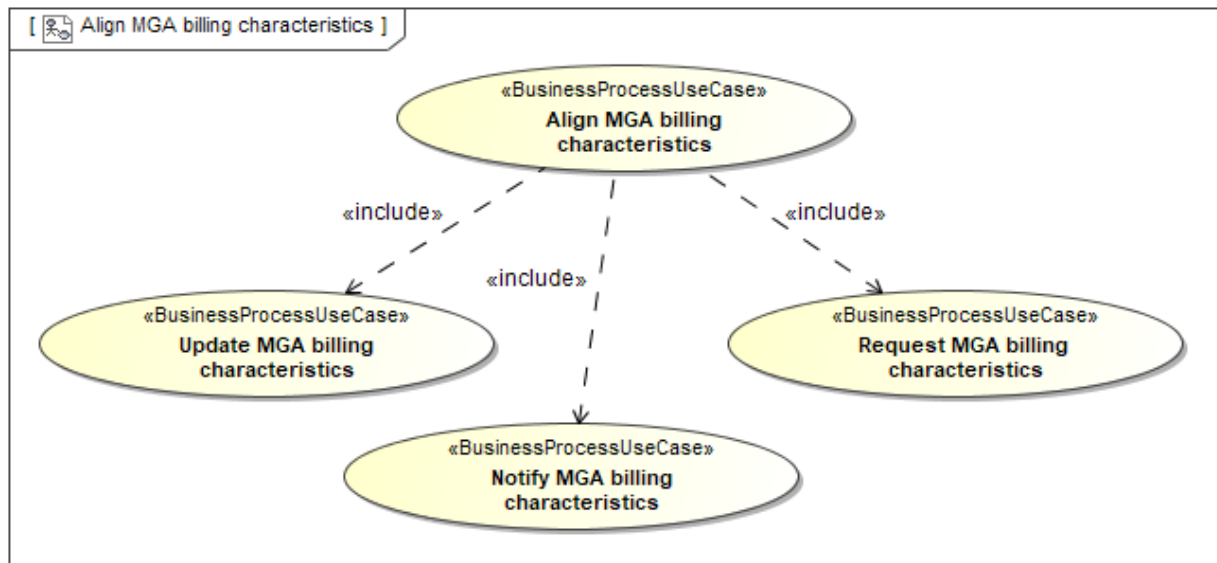 [ Align MGA billing characteristics ]
«BusinessProcessUseCase»
Align MGA billing
characteristics
«include»
«include»
«include»
«BusinessProcessUseCase»
Update MGA billing
characteristics
«BusinessProcessUseCase»
Request MGA billing
characteristics
«BusinessProcessUseCase»
Notify MGA billing
characteristics